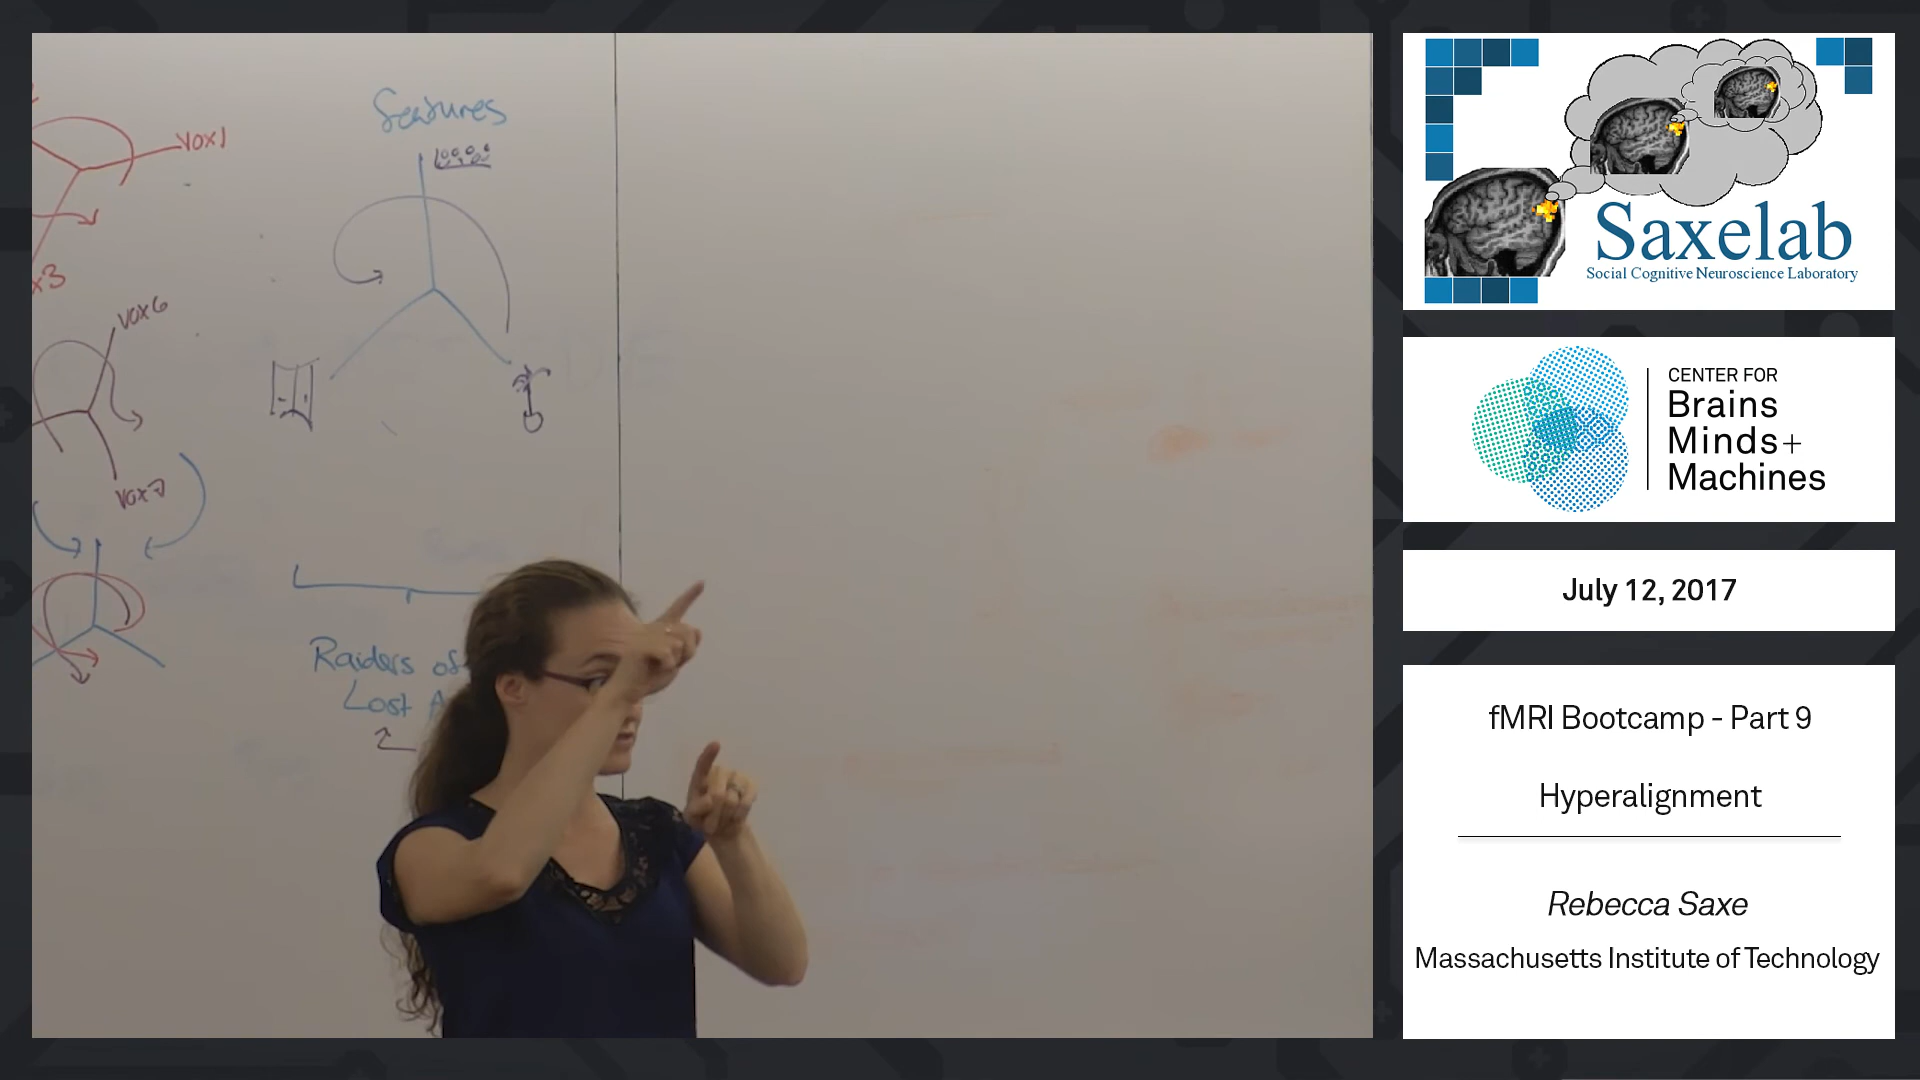 features
vox1
x3
vox6
vox7
Raiders of
Lost A
Saxelab
Social Cognitive Neuroscience Laboratory
CENTER FOR
Brains
Minds+
Machines
July 12, 2017
fMRI Bootcamp - Part 9
Hyperalignment
Rebecca Saxe
Massachusetts Institute of Technology